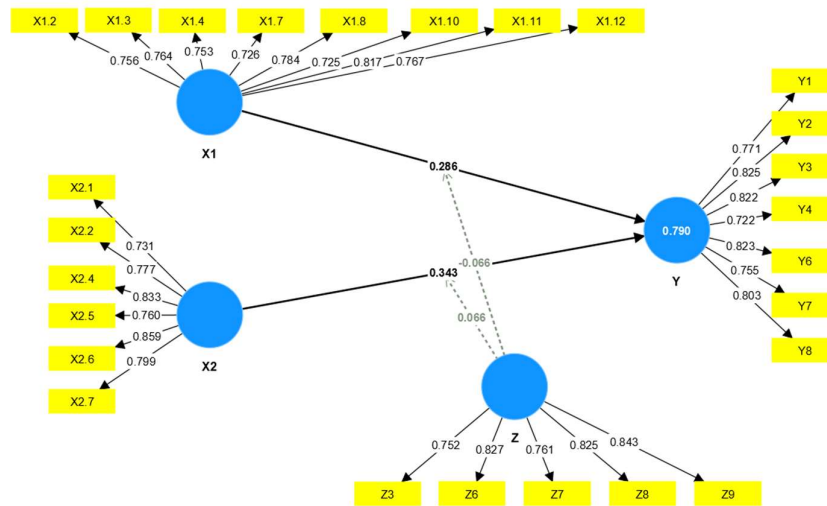 X1.2 X1.3 X1.4 X1.7 X1.8 X1.10 X1.11 X1.12
0.756 0.764 0.753 0.726 0.784 0.725 0.817 0.767
X1
X2.1
X2.2
X2.4
X2.5
X2.6
X2.7
0.731
0.777
0.833
0.760
0.859
0.799
X2
0.286
0.343
-0.066
0.066
0.790
Y
Y1
Y2
Y3
Y4
Y6
Y7
Y8
0.771
0.825
0.822
0.722
0.823
0.755
0.803
Z
0.752 0.827 0.761 0.825 0.843
Z3 Z6 Z7 Z8 Z9